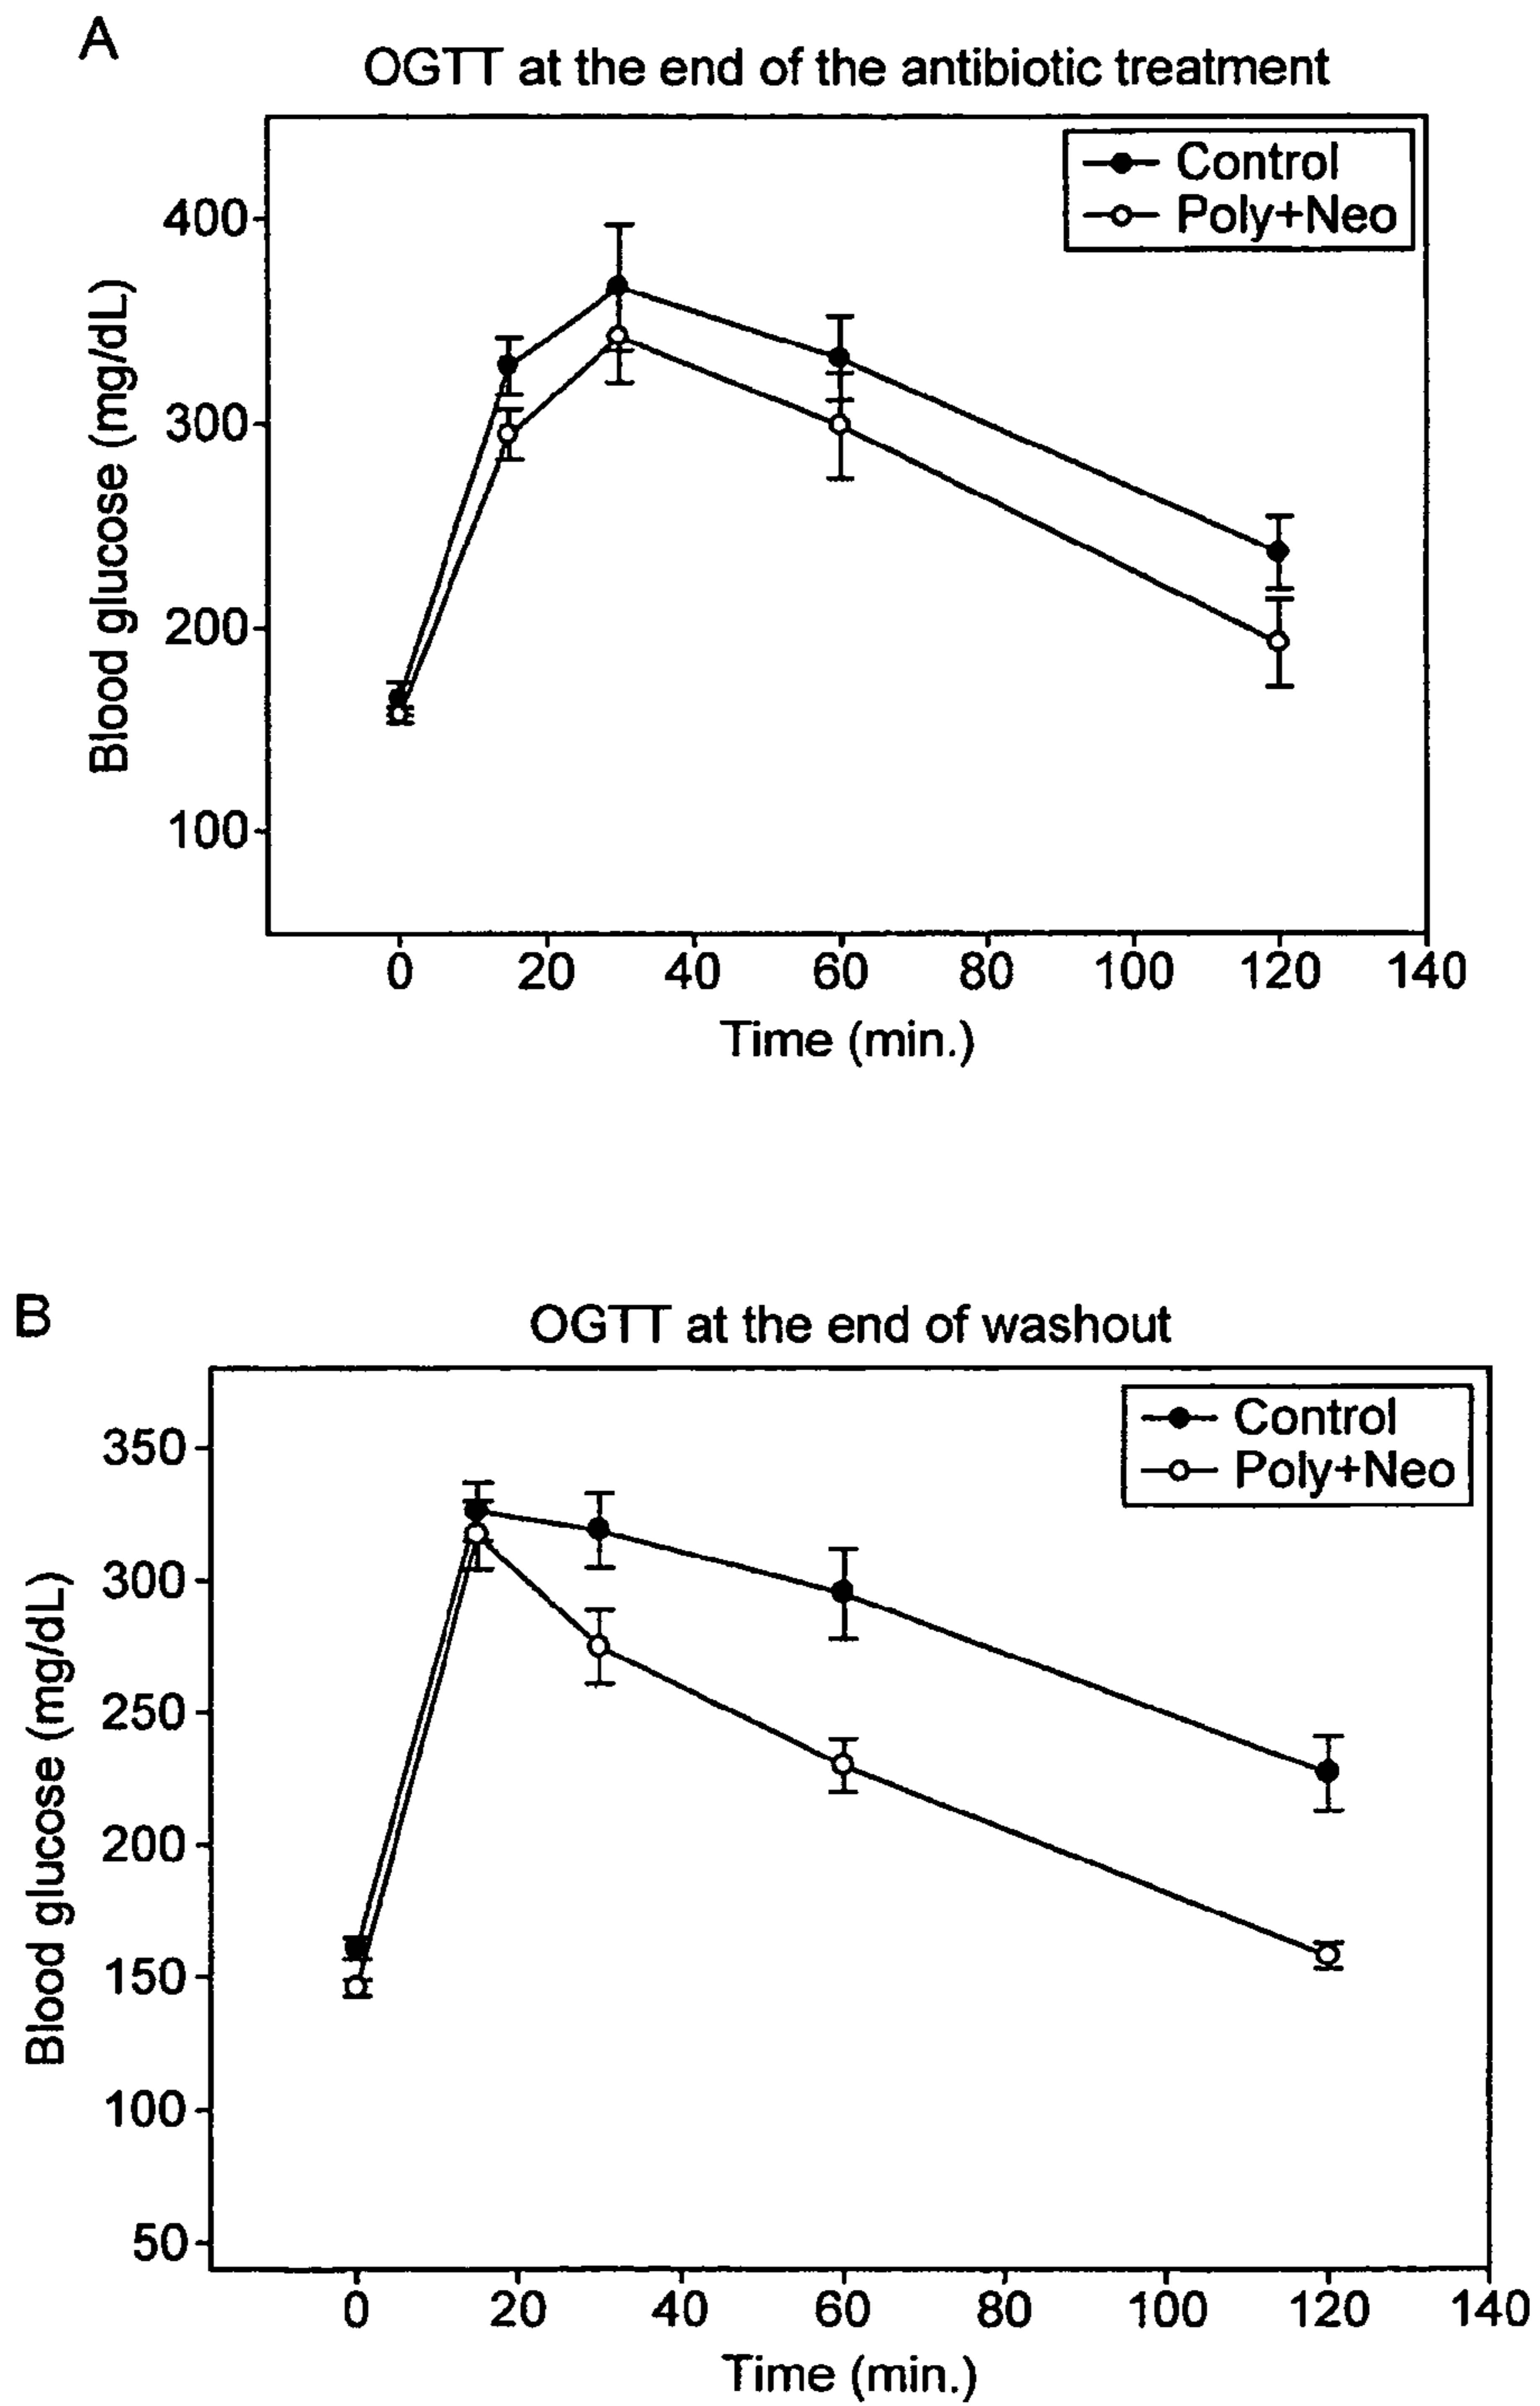 A
OGTT at the end of the antibiotic treatment
Control
Poly+Neo
Blood glucose (mg/dL)
400
300
200
100
0 20 40 60 80 100 120 140
Time (min.)
B
OGTT at the end of washout
Control
Poly+Neo
Blood glucose (mg/dL)
350
300
250
200
150
100
50
0 20 40 60 80 100 120 140
Time (min.)